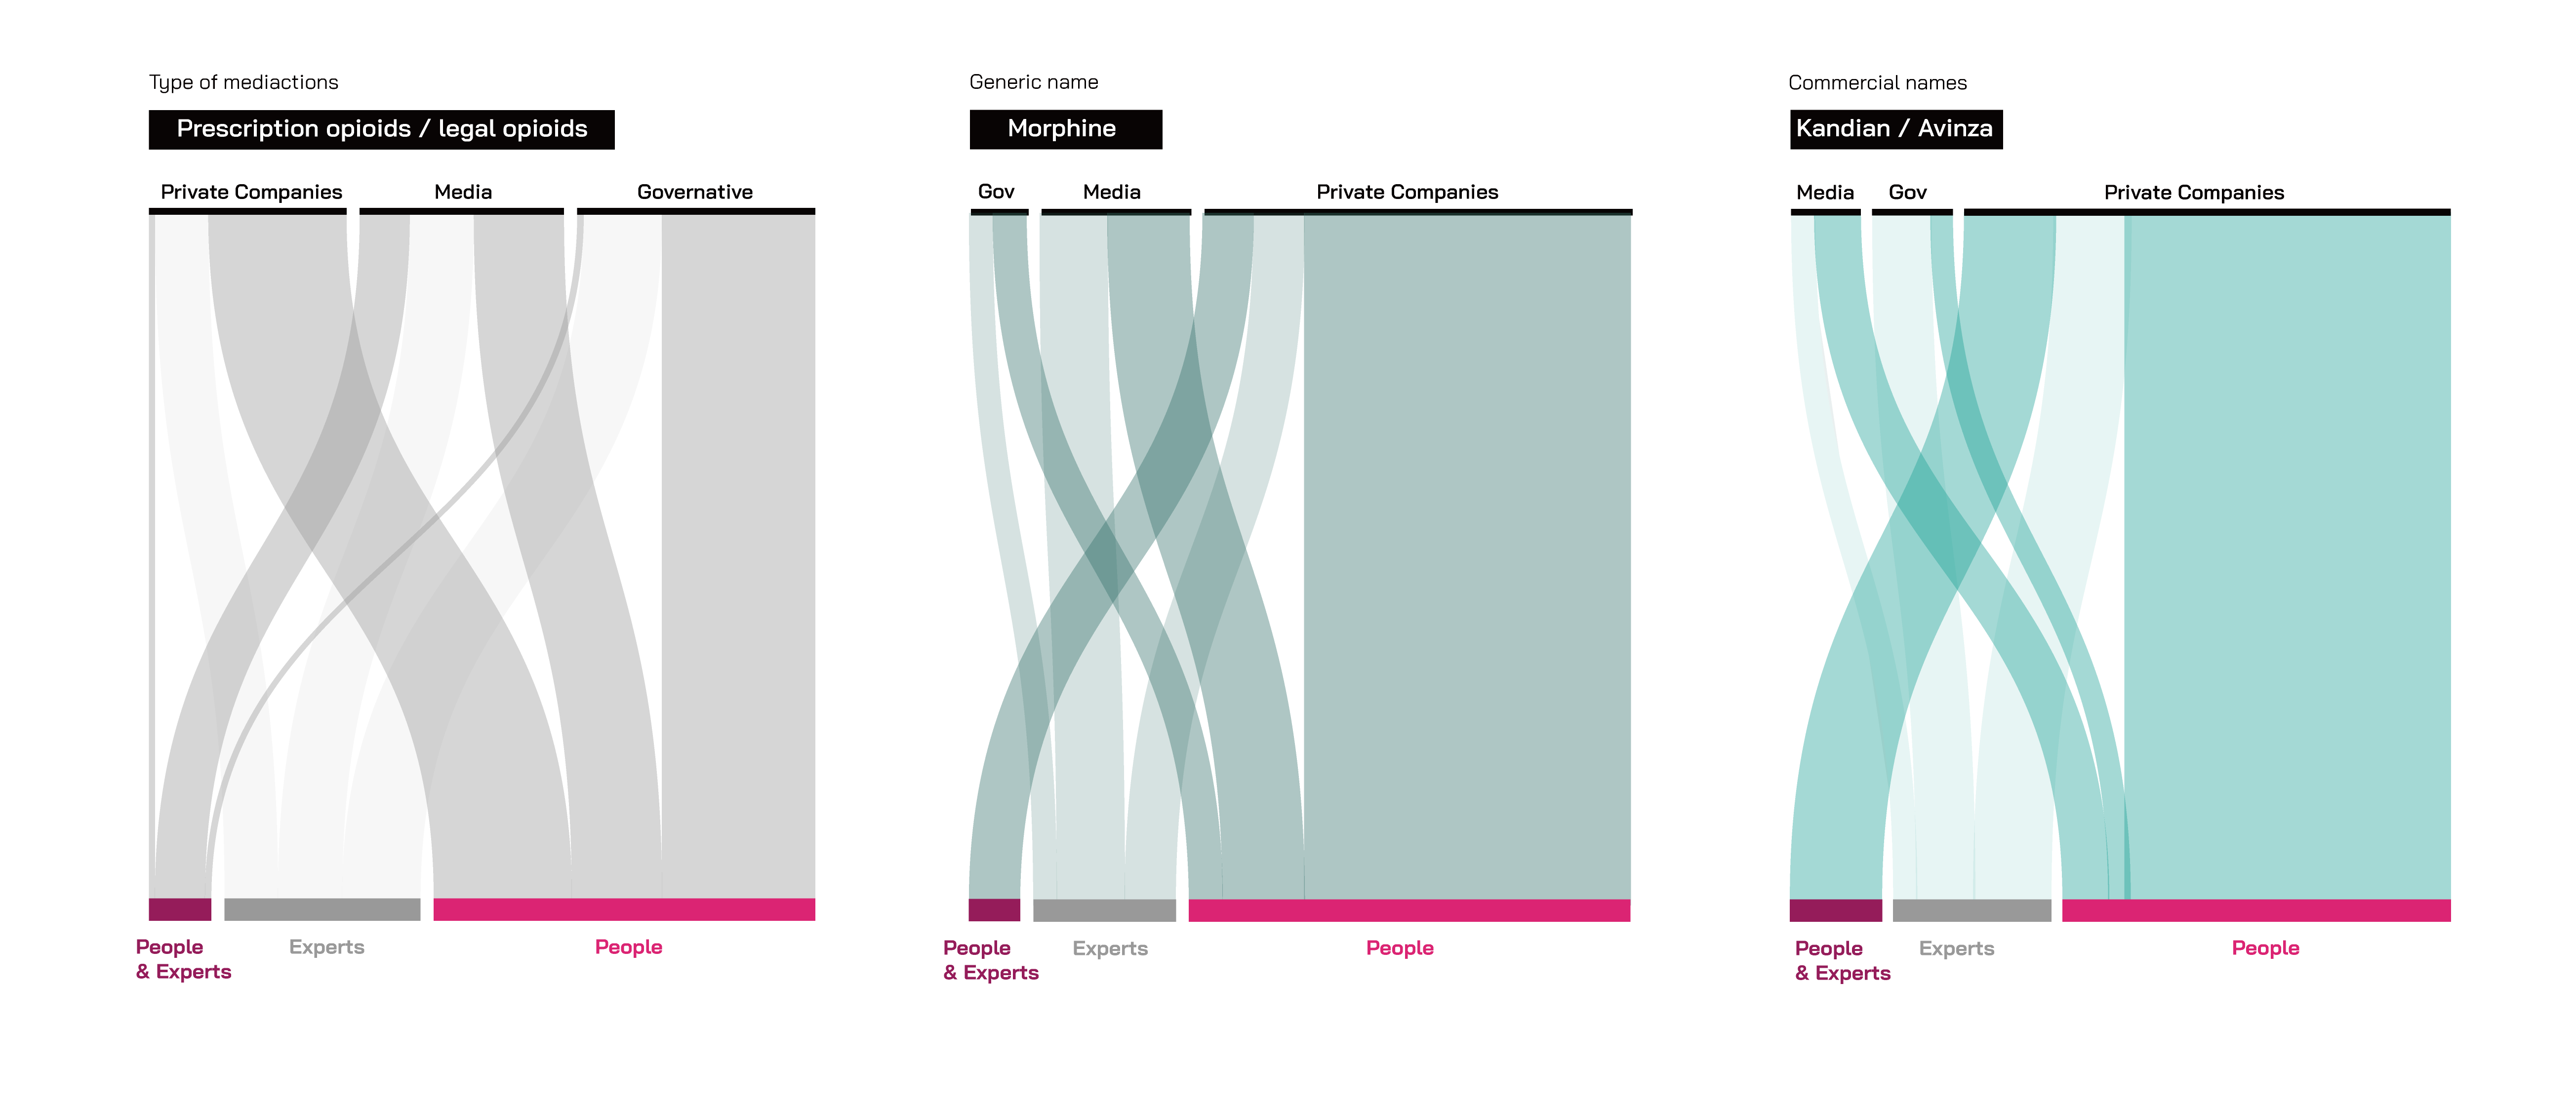 Type of mediactions
Prescription opioids / legal opioids
Private Companies
Media
Governative
People
& Experts
Experts
People
Generic name
Morphine
Gov
Media
Private Companies
People
& Experts
Experts
People
Commercial names
Kandian / Avinza
Media
Gov
Private Companies
People
& Experts
Experts
People